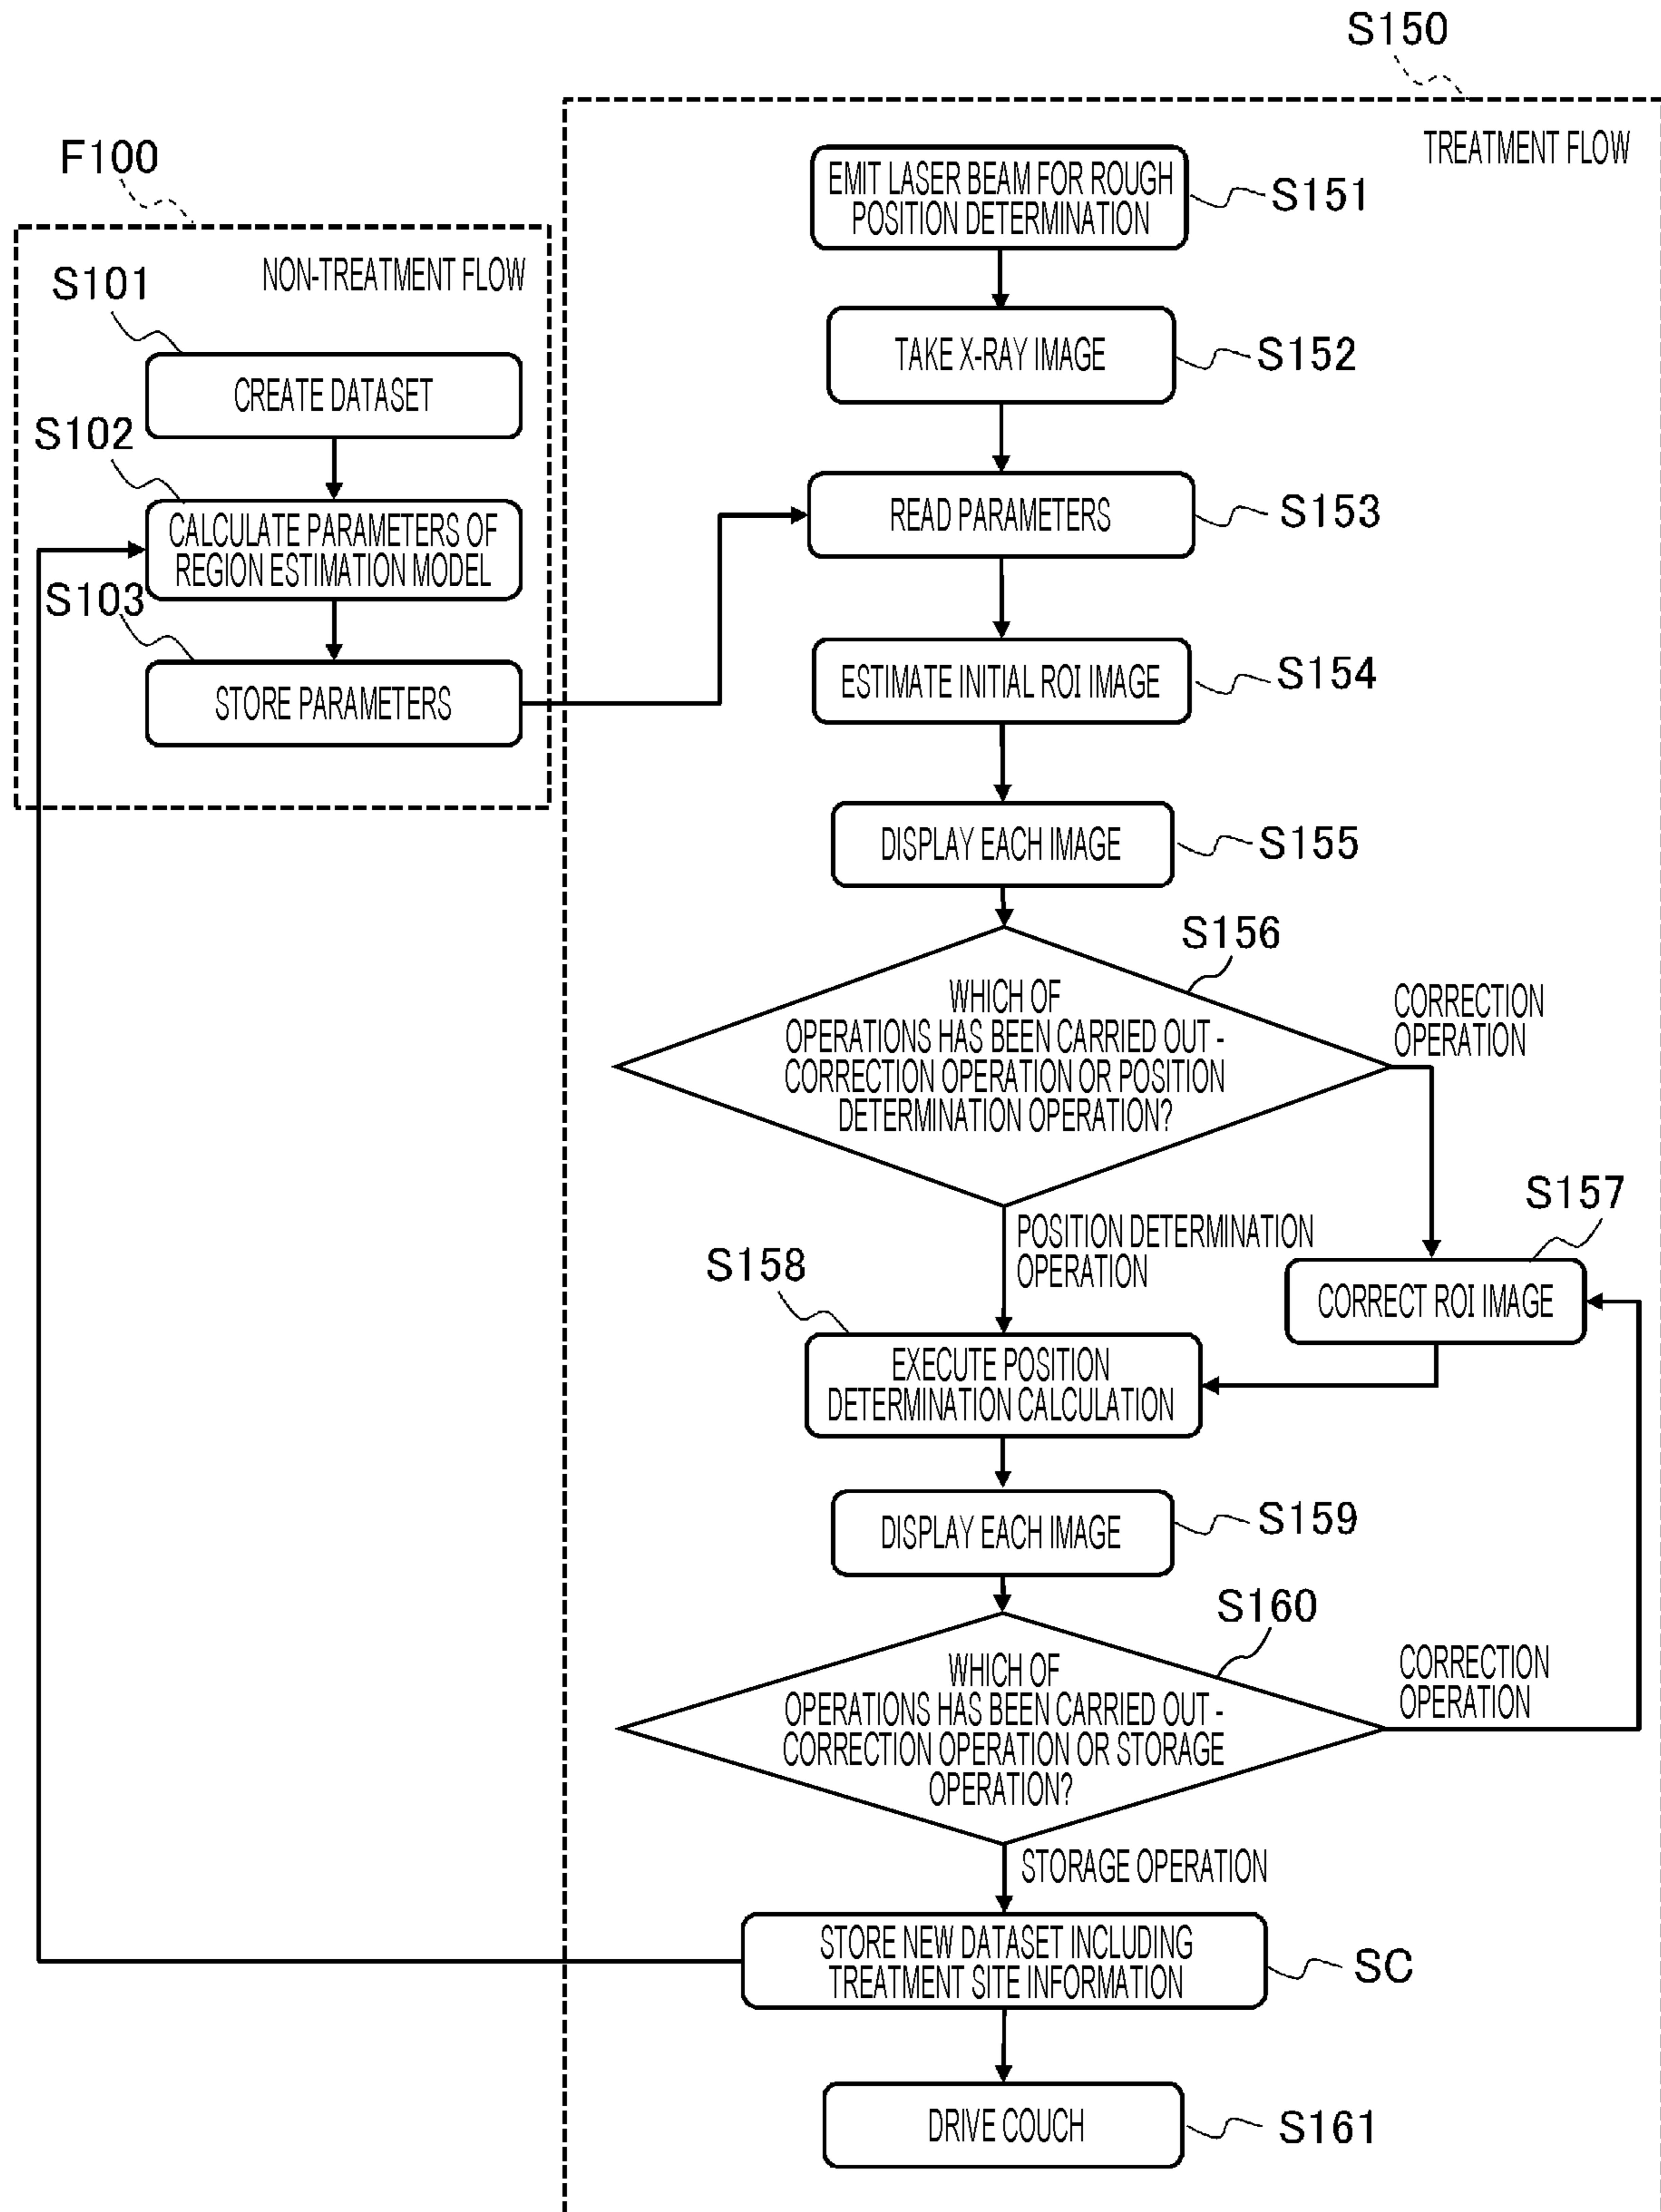 S150
TREATMENT FLOW
F100
NON-TREATMENT FLOW
S101
CREATE DATASET
S102
CALCULATE PARAMETERS OF
REGION ESTIMATION MODEL
S103
STORE PARAMETERS
EMIT LASER BEAM FOR ROUGH
POSITION DETERMINATION
S151
TAKE X-RAY IMAGE
S152
READ PARAMETERS
S153
ESTIMATE INITIAL ROI IMAGE
S154
DISPLAY EACH IMAGE
S155
S156
WHICH OF
OPERATIONS HAS BEEN CARRIED OUT -
CORRECTION OPERATION OR POSITION
DETERMINATION OPERATION?
CORRECTION
OPERATION
POSITION DETERMINATION
OPERATION
S157
CORRECT ROI IMAGE
S158
EXECUTE POSITION
DETERMINATION CALCULATION
DISPLAY EACH IMAGE
S159
S160
WHICH OF
OPERATIONS HAS BEEN CARRIED OUT -
CORRECTION OPERATION OR STORAGE
OPERATION?
CORRECTION
OPERATION
STORAGE OPERATION
STORE NEW DATASET INCLUDING
TREATMENT SITE INFORMATION
SC
DRIVE COUCH
S161